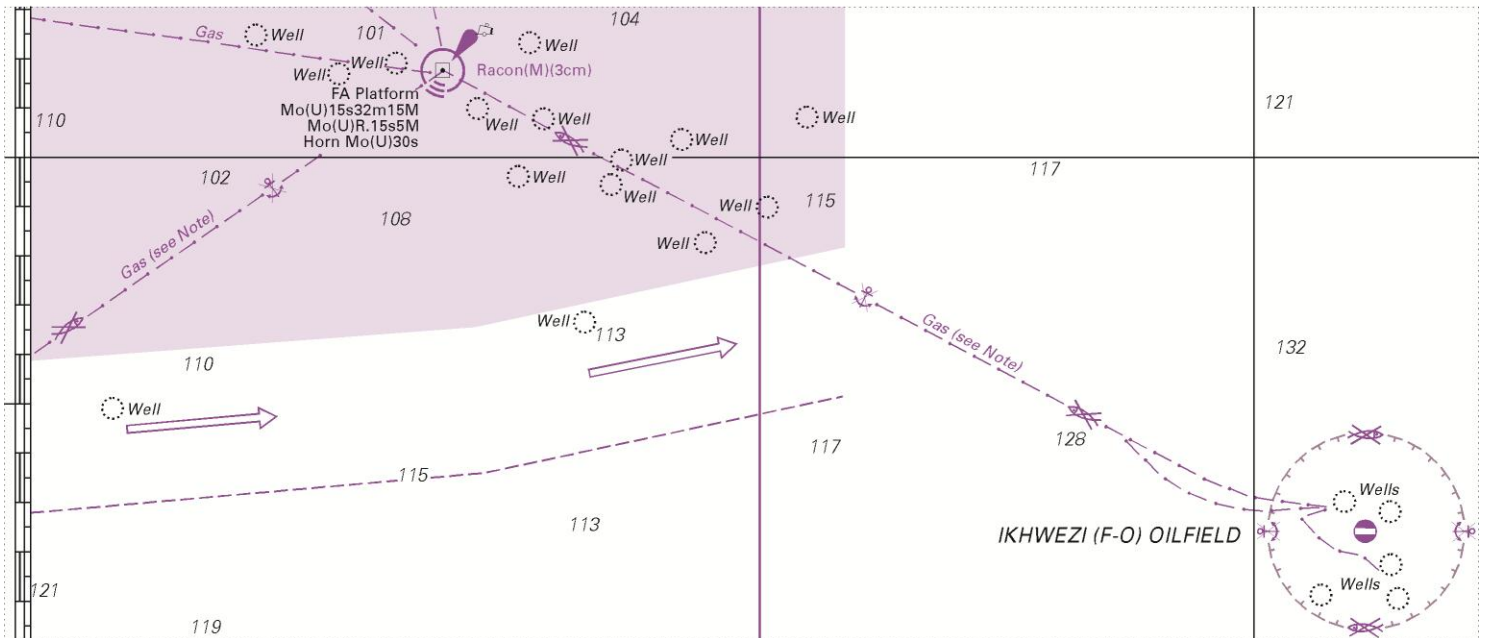 104
Gas
Well
101
Well
Well
Well
Racon(M)(3cm)
FA Platform
Mo(U)15s32m15M
Mo(U)R.15s5M
Horn Mo(U)30s
121
110
Well
Well
Well
Well
Well
117
102
Well
Well
115
Well
108
Well
Gas (see Note)
Well
113
Gas (see Note)
132
110
Well
128
117
115
Wells
113
IKHWEZI (F-O) OILFIELD
Wells
121
119